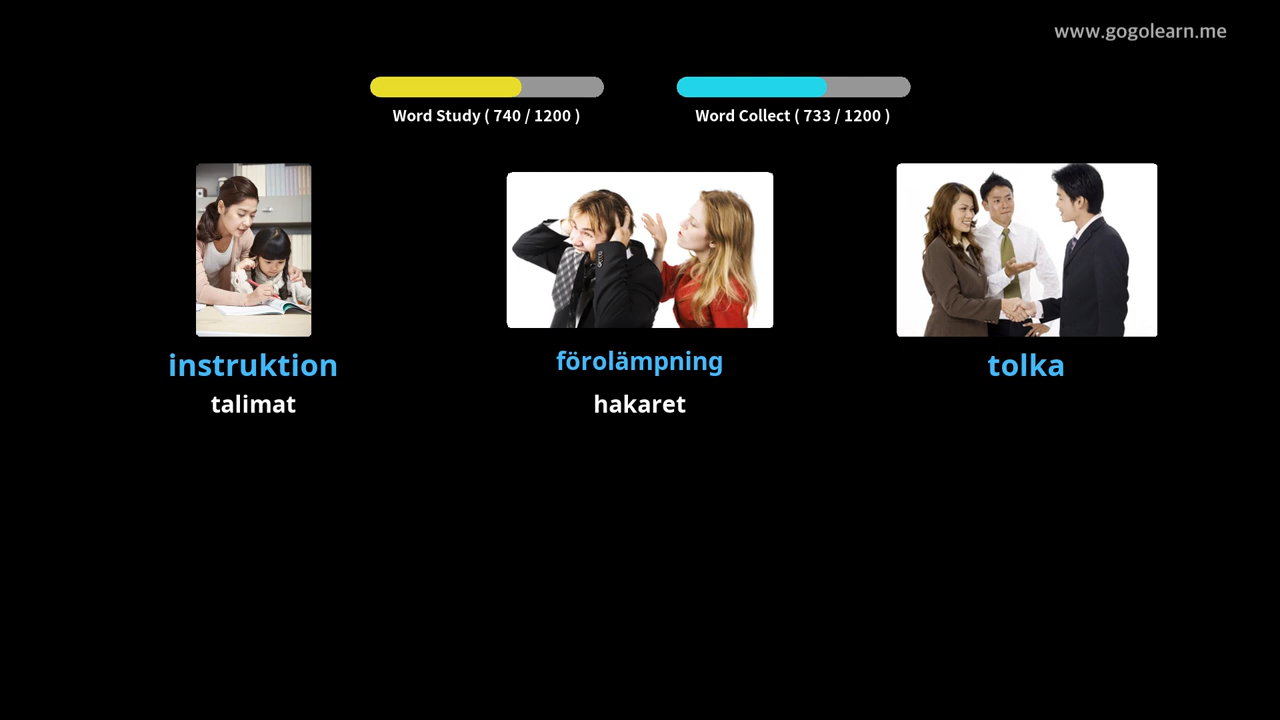 www.gogolearn.me
Word Study ( 740 / 1200 )
Word Collect ( 733 / 1200 )
instruktion
talimat
förolämpning
hakaret
tolka